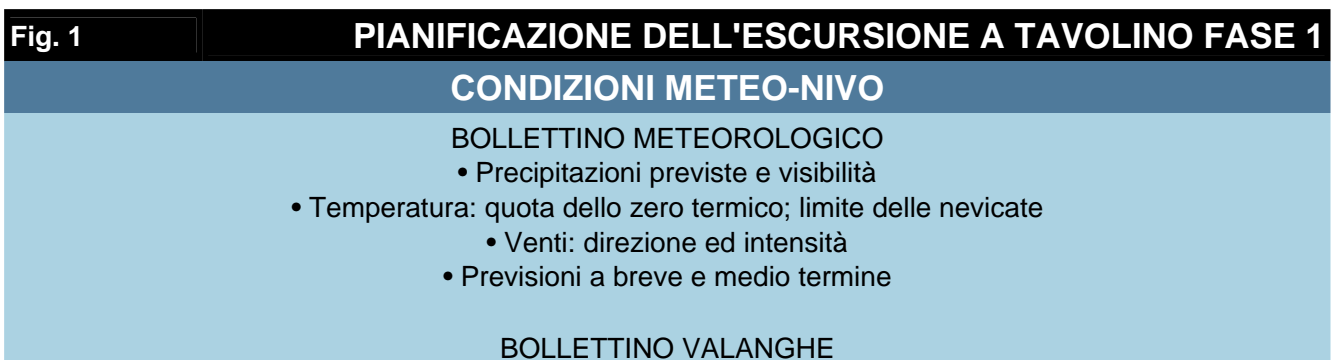 Fig. 1 PIANIFICAZIONE DELL'ESCURSIONE A TAVOLINO FASE 1
CONDIZIONI METEO-NIVO
BOLLETTINO METEOROLOGICO
• Precipitazioni previste e visibilità
• Temperatura: quota dello zero termico; limite delle nevicate
• Venti: direzione ed intensità
• Previsioni a breve e medio termine
BOLLETTINO VALANGHE